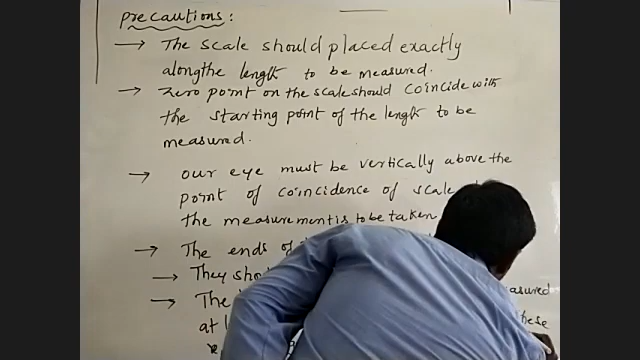 precautions:
→ The scale should placed exactly
alongthe length to be measured.
→ Zero point on the scale should coincide with
the starting point of the length to be
measured.
→ our eye must be vertically above the
point of coincidence of scale
the measurement is to be taken
→ The ends of
→ They sho
→ The
at
these